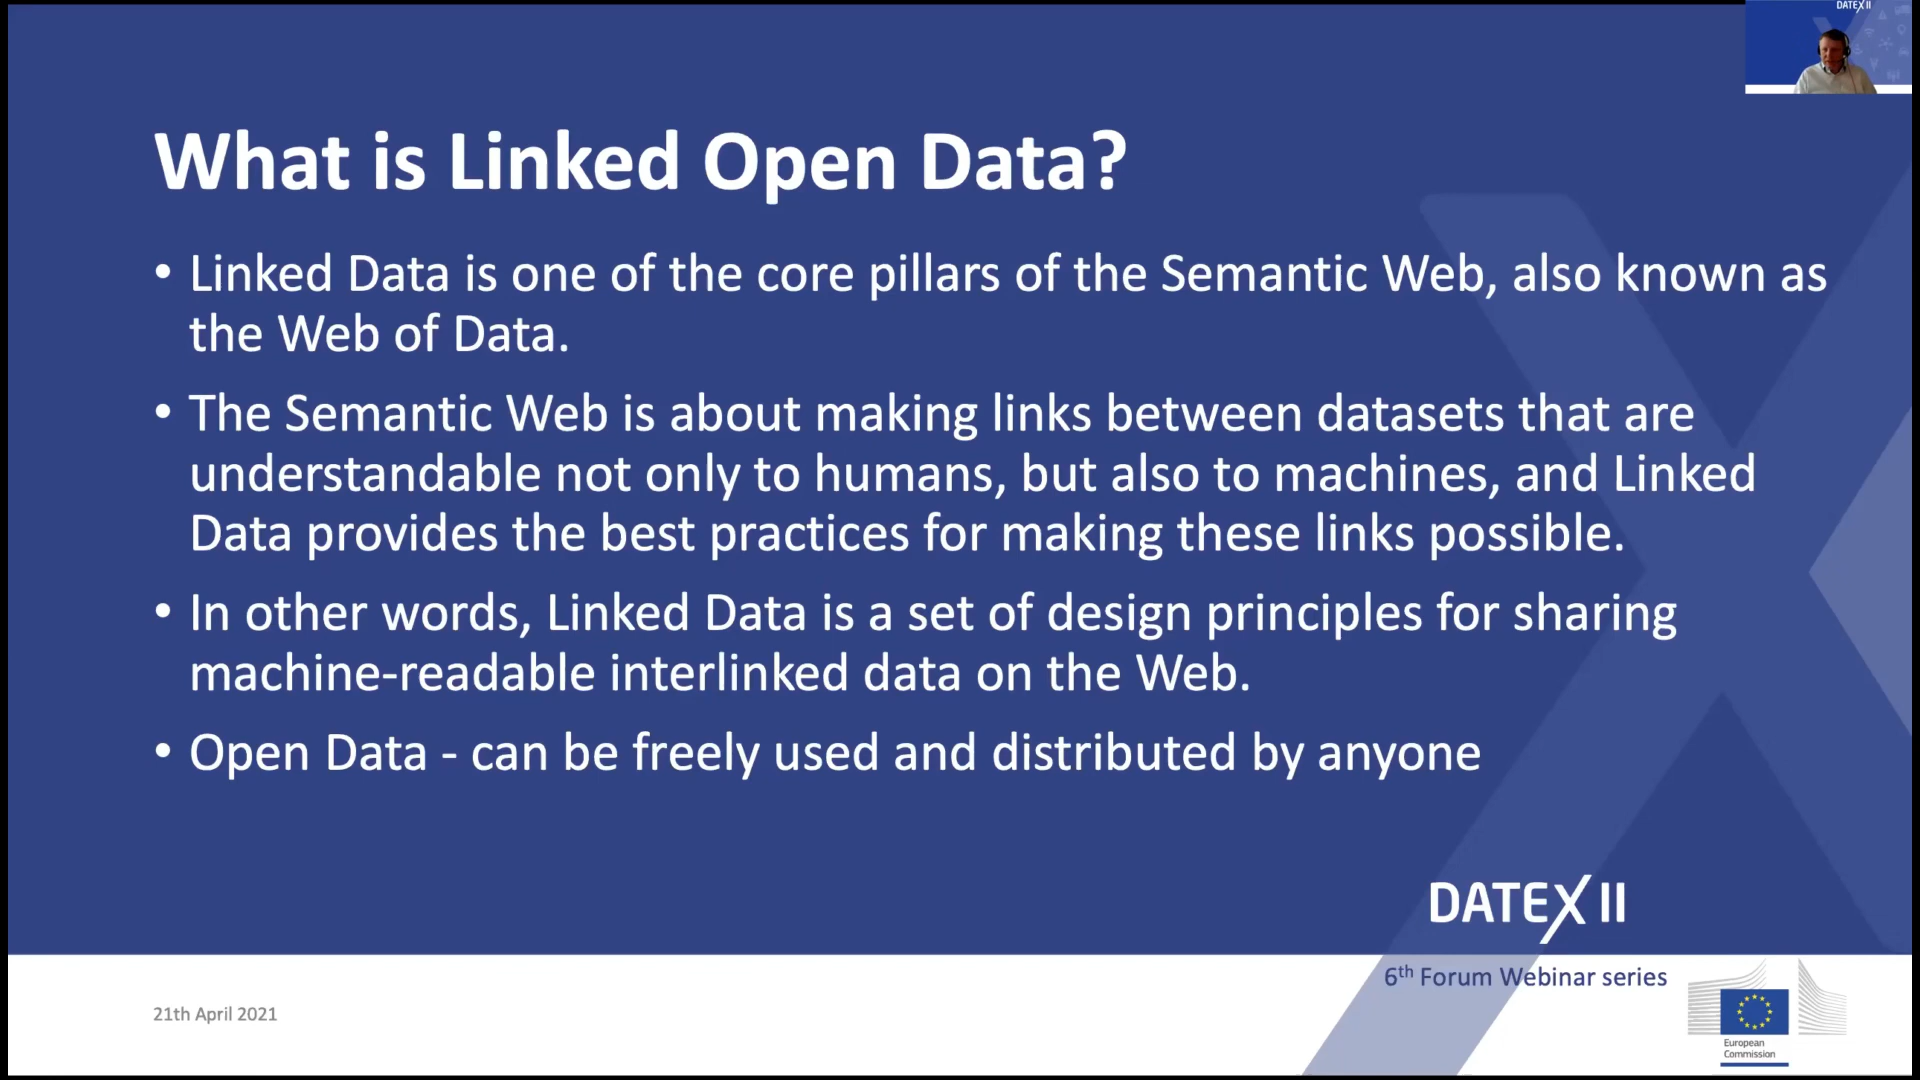 DATEX II
What is Linked Open Data?
• Linked Data is one of the core pillars of the Semantic Web, also known as
the Web of Data.
• The Semantic Web is about making links between datasets that are
understandable not only to humans, but also to machines, and Linked
Data provides the best practices for making these links possible.
• In other words, Linked Data is a set of design principles for sharing
machine-readable interlinked data on the Web.
• Open Data - can be freely used and distributed by anyone
DATEX II
6th Forum Webinar series
21th April 2021
European
Commission